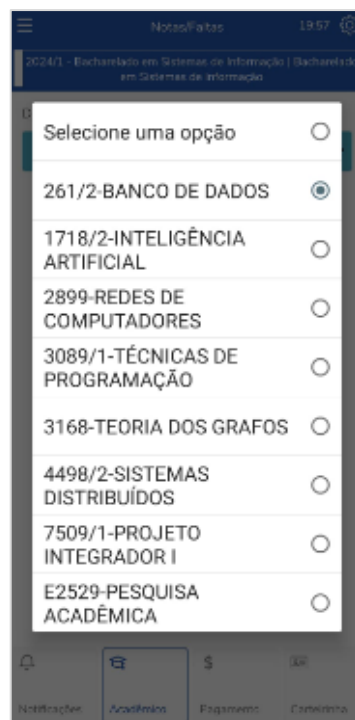 Notas/Faltas 19:57
2024/1 - Bacharelado em Sistemas de Informação | Bacharelado
em Sistemas de Informação
Selecione uma opção
261/2-BANCO DE DADOS
1718/2-INTELIGÊNCIA
ARTIFICIAL
2899-REDES DE
COMPUTADORES
3089/1-TÉCNICAS DE
PROGRAMAÇÃO
3168-TEORIA DOS GRAFOS
4498/2-SISTEMAS
DISTRIBUÍDOS
7509/1-PROJETO
INTEGRADOR I
E2529-PESQUISA
ACADÊMICA
Notificações Acadêmico Pagamento Carteirinha